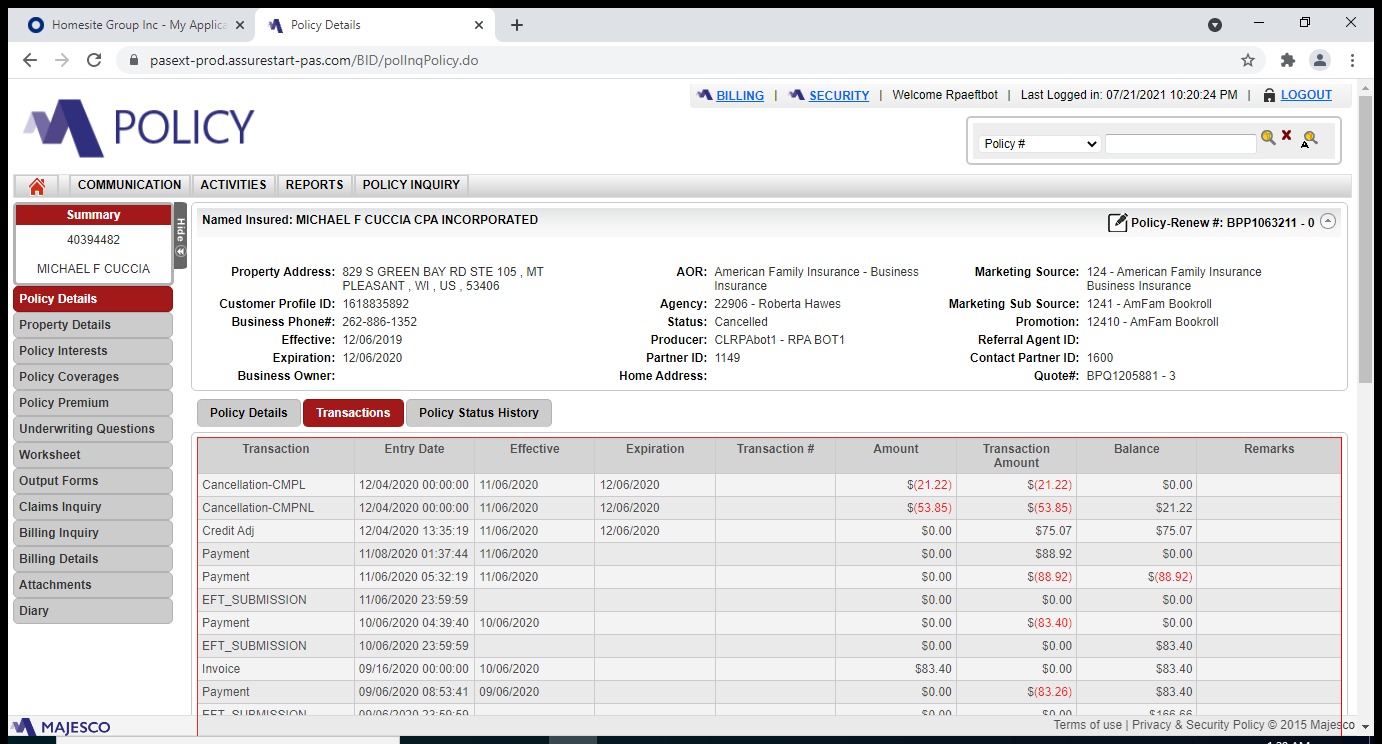 Homesite Group Inc - My Applica
Policy Details
pasext-prod.assurestart-pas.com/BID/polInqPolicy.do
BILLING | SECURITY | Welcome Rpaeftbot | Last Logged in: 07/21/2021 10:20:24 PM | LOGOUT
POLICY
Policy #
A
COMMUNICATION ACTIVITIES REPORTS POLICY INQUIRY
Summary
40394482
MICHAEL F CUCCIA
Hide
Policy Details
Property Details
Policy Interests
Policy Coverages
Policy Premium
Underwriting Questions
Worksheet
Output Forms
Claims Inquiry
Billing Inquiry
Billing Details
Attachments
Diary
Named Insured: MICHAEL F CUCCIA CPA INCORPORATED
Policy-Renew #: BPP1063211 - 0
Property Address: 829 S GREEN BAY RD STE 105 , MT
PLEASANT , WI , US , 53406
Customer Profile ID: 1618835892
Business Phone#: 262-886-1352
Effective: 12/06/2019
Expiration: 12/06/2020
Business Owner:
AOR: American Family Insurance - Business
Insurance
Agency: 22906 - Roberta Hawes
Status: Cancelled
Producer: CLRPAbot1 - RPA BOT1
Partner ID: 1149
Home Address:
Marketing Source: 124 - American Family Insurance
Business Insurance
Marketing Sub Source: 1241 - AmFam Bookroll
Promotion: 12410 - AmFam Bookroll
Referral Agent ID:
Contact Partner ID: 1600
Quote#: BPQ1205881 - 3
Policy Details Transactions Policy Status History
Transaction Entry Date Effective Expiration Transaction # Amount Transaction Amount Balance Remarks
Cancellation-CMPL 12/04/2020 00:00:00 11/06/2020 12/06/2020 $(21.22) $(21.22) $0.00
Cancellation-CMPNL 12/04/2020 00:00:00 11/06/2020 12/06/2020 $(53.85) $(53.85) $21.22
Credit Adj 12/04/2020 13:35:19 11/06/2020 12/06/2020 $0.00 $75.07 $75.07
Payment 11/08/2020 01:37:44 11/06/2020 $0.00 $88.92 $0.00
Payment 11/06/2020 05:32:19 11/06/2020 $0.00 $(88.92) $(88.92)
EFT_SUBMISSION 11/06/2020 23:59:59 $0.00 $0.00 $0.00
Payment 10/06/2020 04:39:40 10/06/2020 $0.00 $(83.40) $0.00
EFT_SUBMISSION 10/06/2020 23:59:59 $0.00 $0.00 $83.40
Invoice 09/16/2020 00:00:00 10/06/2020 $83.40 $0.00 $83.40
Payment 09/06/2020 08:53:41 09/06/2020 $0.00 $(83.26) $83.40
EFT_SUBMISSION 09/06/2020 23:59:59 $0.00 $0.00 $166.66
MAJESCO
Terms of use | Privacy & Security Policy © 2015 Majesco